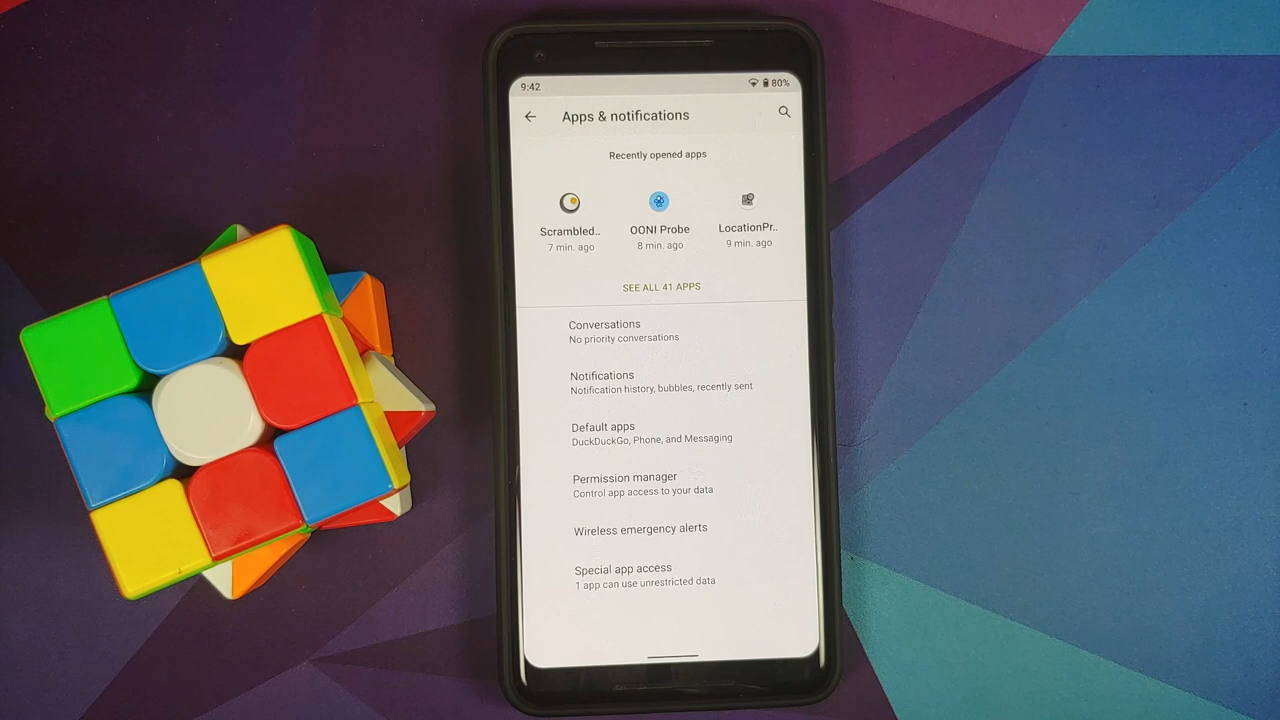 9:42 80%
Apps & notifications
Recently opened apps
Scrambled.. OONI Probe LocationPr..
7 min. ago 8 min. ago 9 min. ago
SEE ALL 41 APPS
Conversations
No priority conversations
Notifications
Notification history, bubbles, recently sent
Default apps
DuckDuckGo, Phone, and Messaging
Permission manager
Control app access to your data
Wireless emergency alerts
Special app access
1 app can use unrestricted data